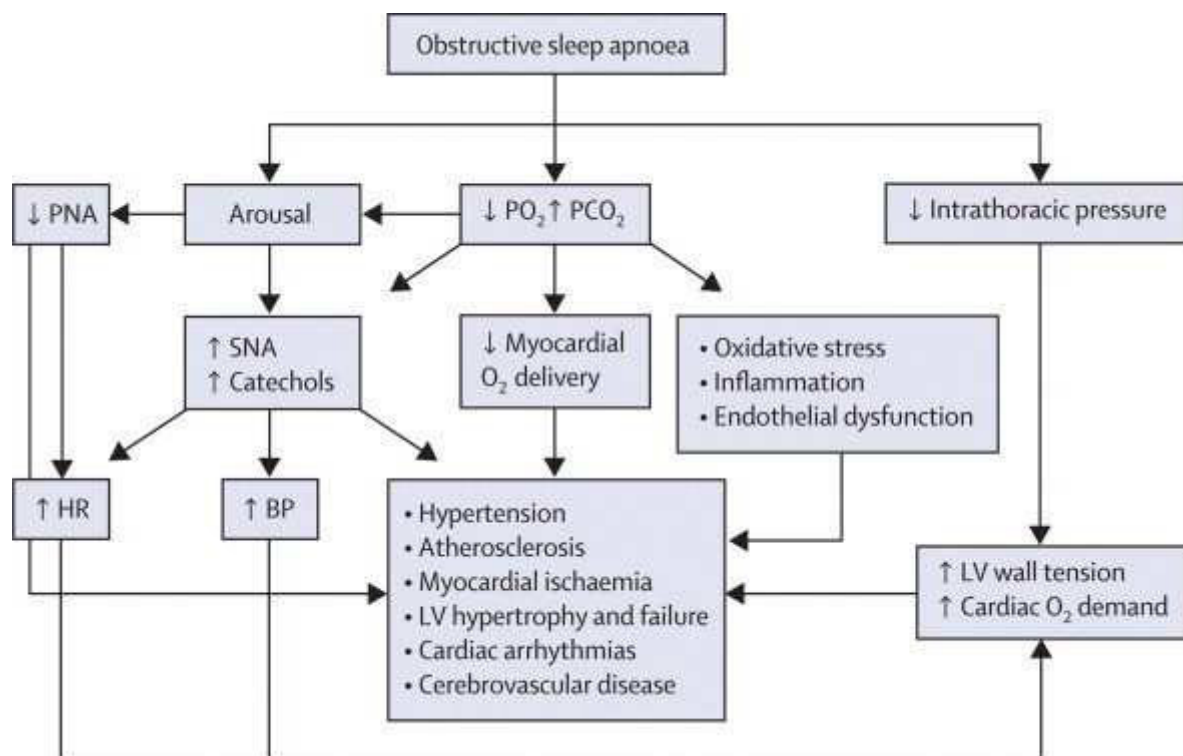 Obstructive sleep apnoea
↓ PNA
Arousal
↓ PO₂↑ PCO₂
↓ Intrathoracic pressure
↑ SNA
↑ Catechols
↓ Myocardial
O₂ delivery
• Oxidative stress
• Inflammation
• Endothelial dysfunction
↑ HR
↑ BP
• Hypertension
• Atherosclerosis
• Myocardial ischaemia
• LV hypertrophy and failure
• Cardiac arrhythmias
• Cerebrovascular disease
↑ LV wall tension
↑ Cardiac O₂ demand